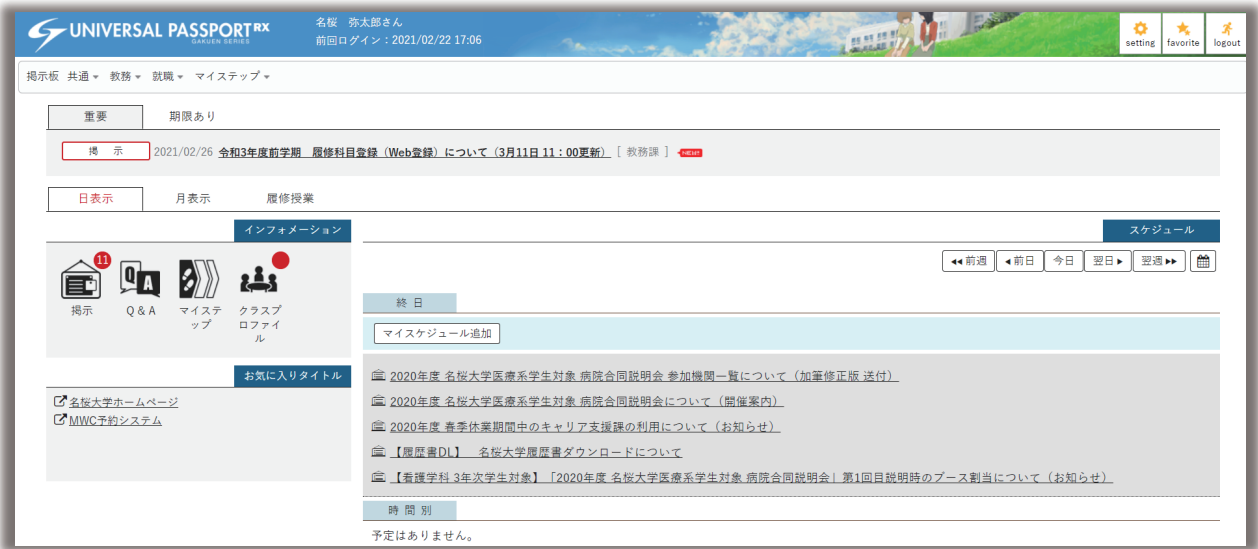 UNIVERSAL PASSPORT RX
GAKUEN SERIES
名桜 弥太郎さん
前回ログイン：2021/02/22 17:06
setting
favorite
logout
掲示板 共通 教務 就職 マイステップ
重要 期限あり
掲 示 2021/02/26 令和3年度前学期 履修科目登録（Web登録）について（3月11日 11：00更新） ［ 教務課 ］ NEW!!
日表示 月表示 履修授業
インフォメーション
11
掲示
Q & A
マイステ
ップ
クラスプ
ロファイ
ル
お気に入りタイトル
名桜大学ホームページ
MWC予約システム
スケジュール
前週 前日 今日 翌日 翌週
終 日
マイスケジュール追加
2020年度 名桜大学医療系学生対象 病院合同説明会 参加機関一覧について（加筆修正版 送付）
2020年度 名桜大学医療系学生対象 病院合同説明会について（開催案内）
2020年度 春季休業期間中のキャリア支援課の利用について（お知らせ）
【履歴書DL】 名桜大学履歴書ダウンロードについて
【看護学科 3年次学生対象】「2020年度 名桜大学医療系学生対象 病院合同説明会」第1回目説明時のブース割当について（お知らせ）
時 間 別
予定はありません。